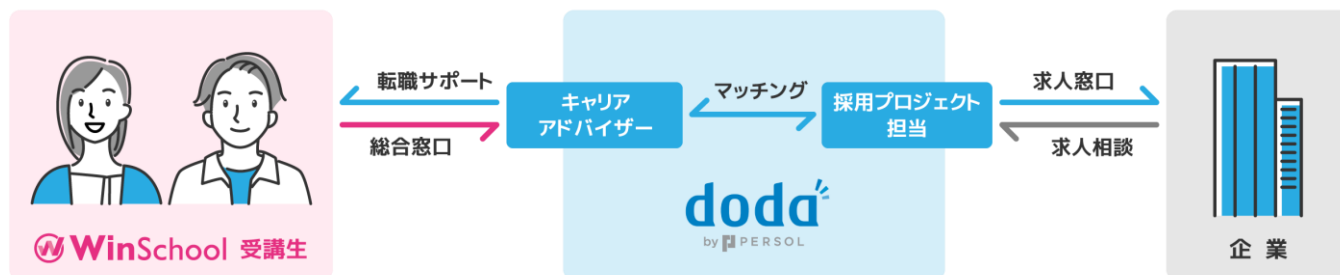 転職サポート
総合窓口
WinSchool 受講生
キャリア
アドバイザー
マッチング
採用プロジェクト
担当
doda
by PERSOL
求人窓口
求人相談
企業